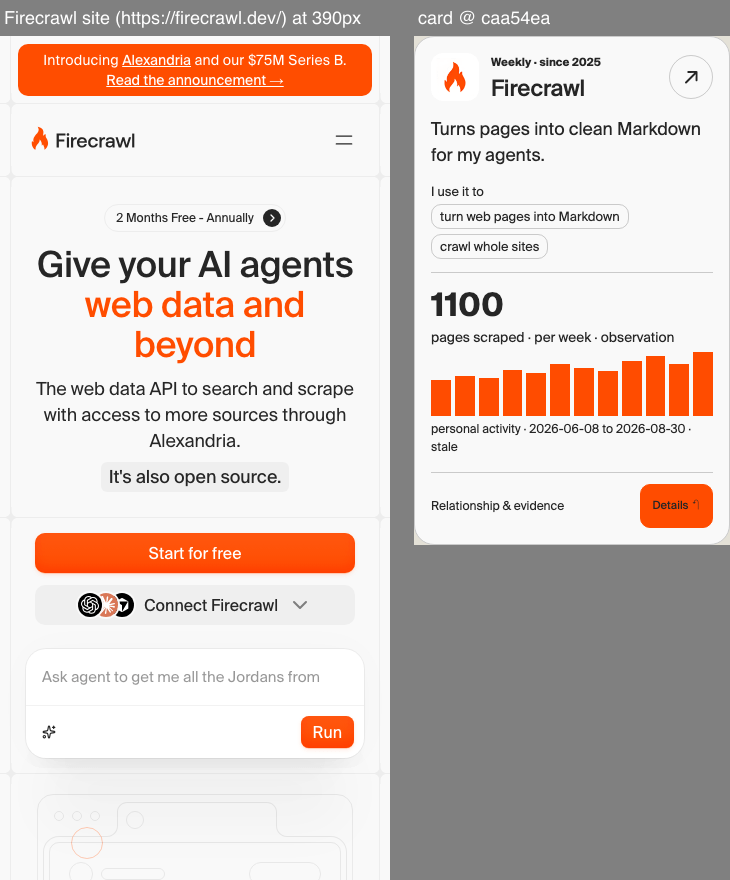 Firecrawl site (https://firecrawl.dev/) at 390px
Introducing Alexandria and our $75M Series B.
Read the announcement →
Firecrawl
2 Months Free - Annually
Give your AI agents
web data and
beyond
The web data API to search and scrape
with access to more sources through
Alexandria.
It's also open source.
Start for free
Connect Firecrawl
Ask agent to get me all the Jordans from
Run
card @ caa54ea
Weekly · since 2025
Firecrawl
Turns pages into clean Markdown
for my agents.
I use it to
turn web pages into Markdown
crawl whole sites
1100
pages scraped · per week · observation
personal activity · 2026-06-08 to 2026-08-30 ·
stale
Relationship & evidence
Details